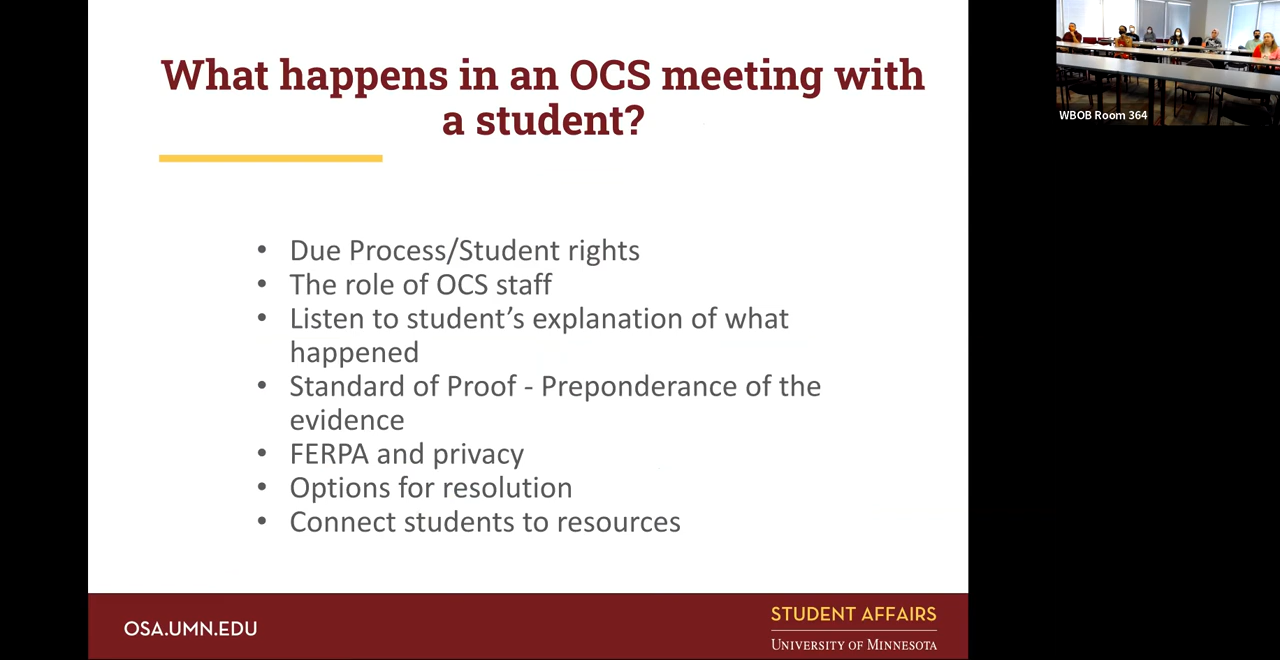 What happens in an OCS meeting with
a student?
• Due Process/Student rights
• The role of OCS staff
• Listen to student’s explanation of what
happened
• Standard of Proof - Preponderance of the
evidence
• FERPA and privacy
• Options for resolution
• Connect students to resources
OSA.UMN.EDU
STUDENT AFFAIRS
UNIVERSITY OF MINNESOTA
WBOB Room 364